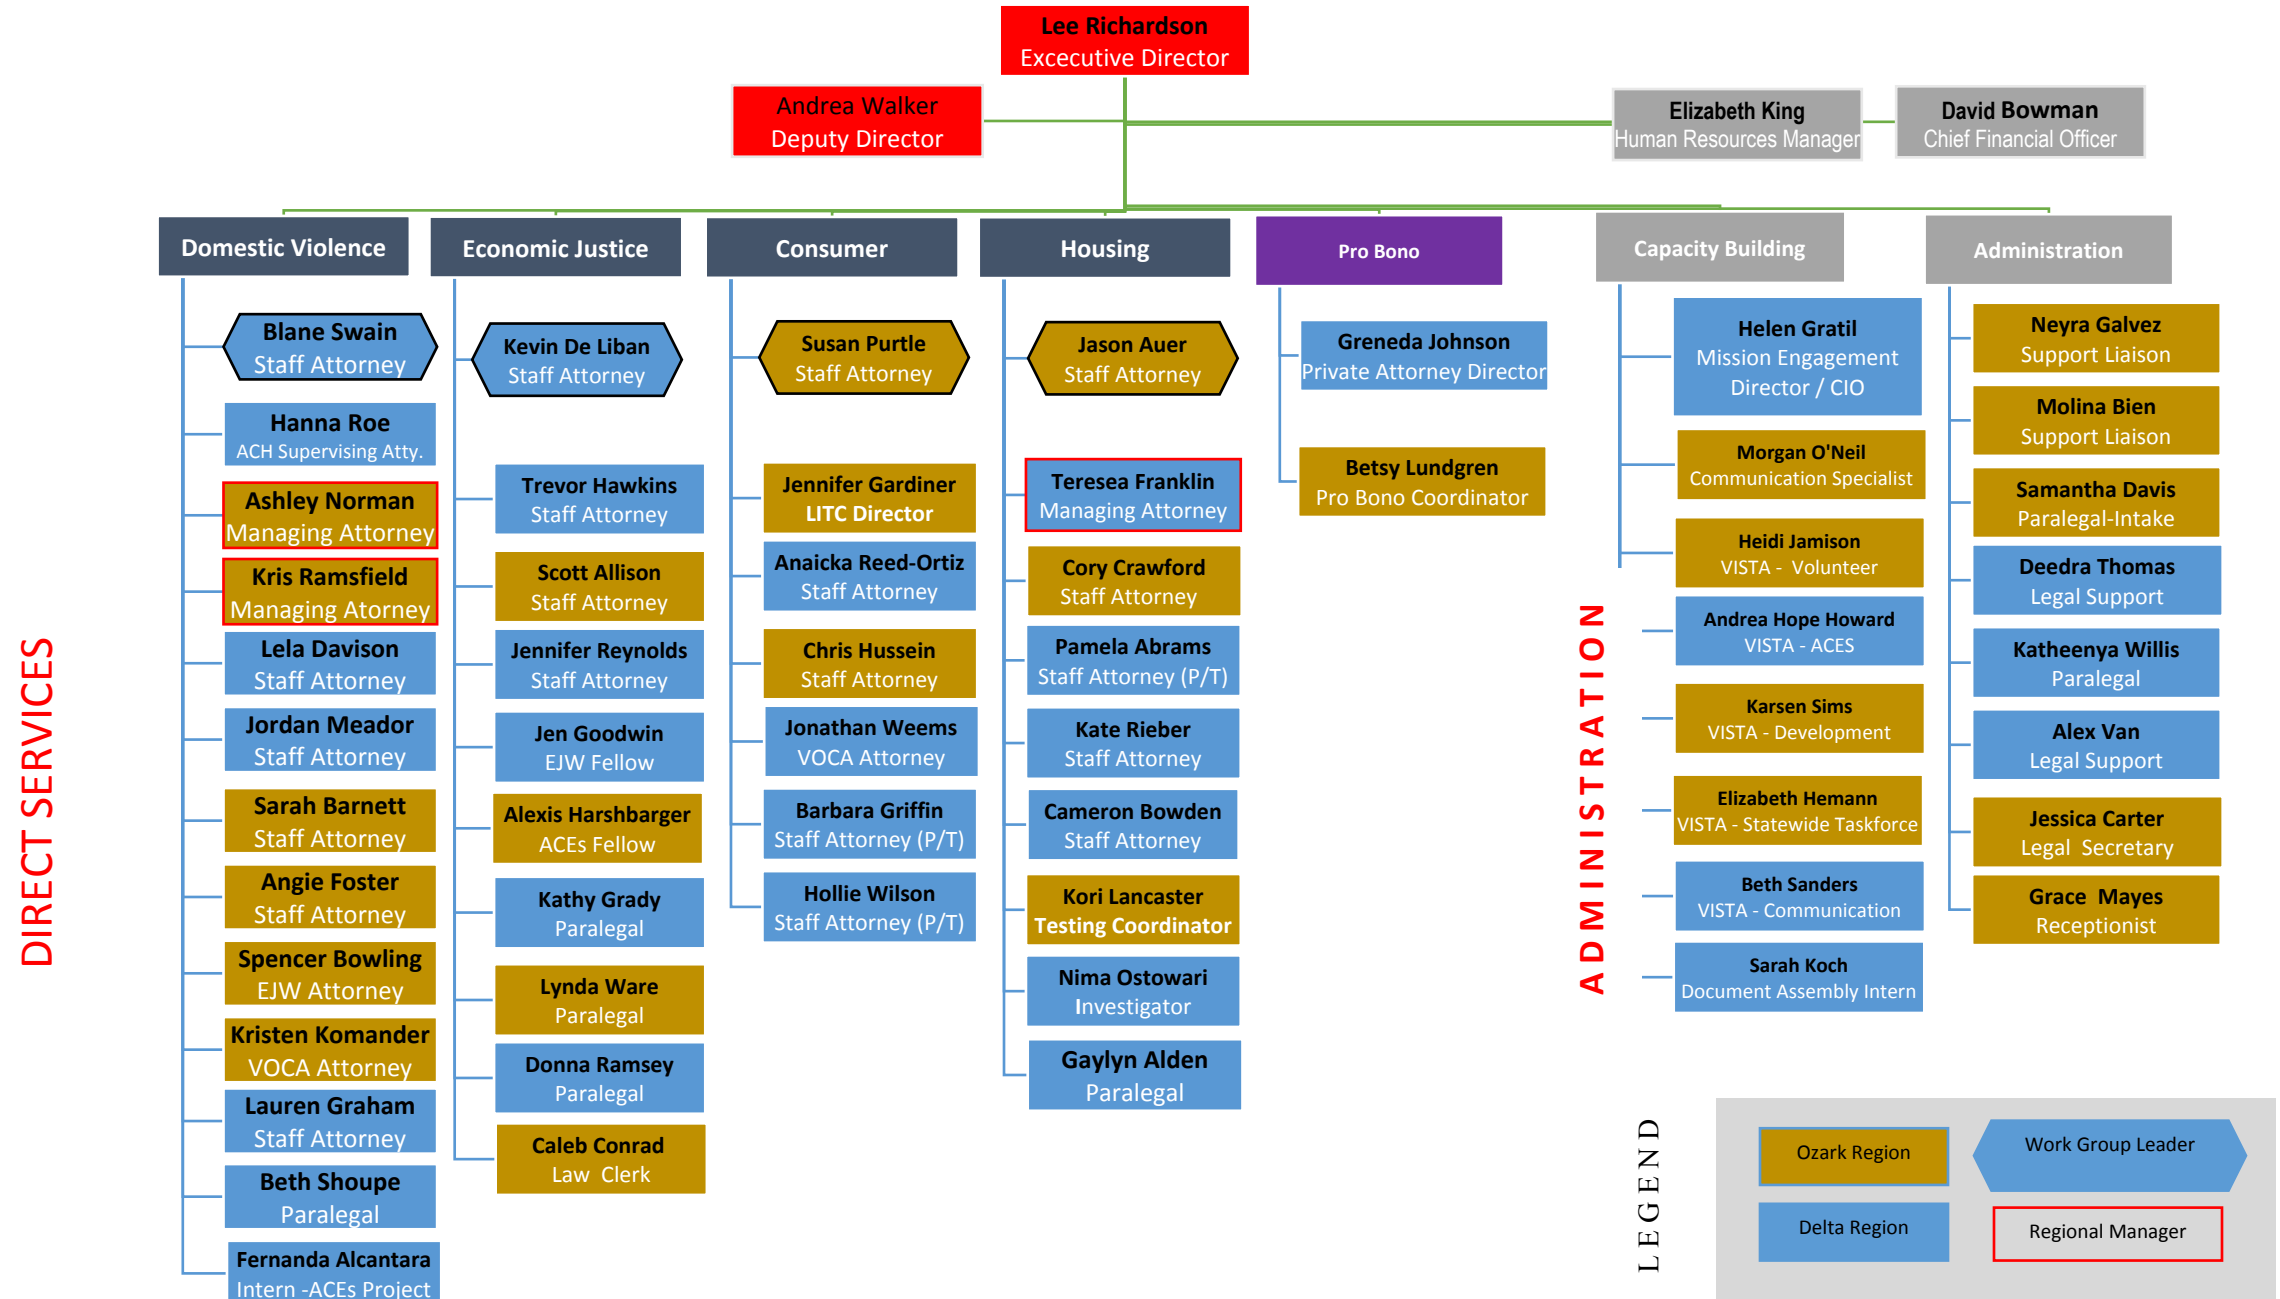 Lee Richardson
Excecutive Director
Andrea Walker
Deputy Director
Elizabeth King
Human Resources Manager
David Bowman
Chief Financial Officer
DIRECT SERVICES
Domestic Violence
Blane Swain
Staff Attorney
Hanna Roe
ACH Supervising Atty.
Ashley Norman
Managing Attorney
Kris Ramsfield
Managing Atorney
Lela Davison
Staff Attorney
Jordan Meador
Staff Attorney
Sarah Barnett
Staff Attorney
Angie Foster
Staff Attorney
Spencer Bowling
EJW Attorney
Kristen Komander
VOCA Attorney
Lauren Graham
Staff Attorney
Beth Shoupe
Paralegal
Fernanda Alcantara
Intern -ACEs Project
Economic Justice
Kevin De Liban
Staff Attorney
Trevor Hawkins
Staff Attorney
Scott Allison
Staff Attorney
Jennifer Reynolds
Staff Attorney
Jen Goodwin
EJW Fellow
Alexis Harshbarger
ACEs Fellow
Kathy Grady
Paralegal
Lynda Ware
Paralegal
Donna Ramsey
Paralegal
Caleb Conrad
Law Clerk
Consumer
Susan Purtle
Staff Attorney
Jennifer Gardiner
LITC Director
Anaicka Reed-Ortiz
Staff Attorney
Chris Hussein
Staff Attorney
Jonathan Weems
VOCA Attorney
Barbara Griffin
Staff Attorney (P/T)
Hollie Wilson
Staff Attorney (P/T)
Housing
Jason Auer
Staff Attorney
Teresea Franklin
Managing Attorney
Cory Crawford
Staff Attorney
Pamela Abrams
Staff Attorney (P/T)
Kate Rieber
Staff Attorney
Cameron Bowden
Staff Attorney
Kori Lancaster
Testing Coordinator
Nima Ostowari
Investigator
Gaylyn Alden
Paralegal
Pro Bono
Greneda Johnson
Private Attorney Director
Betsy Lundgren
Pro Bono Coordinator
ADMINISTRATION
Capacity Building
Helen Gratil
Mission Engagement
Director / CIO
Morgan O'Neil
Communication Specialist
Heidi Jamison
VISTA - Volunteer
Andrea Hope Howard
VISTA - ACES
Karsen Sims
VISTA - Development
Elizabeth Hemann
VISTA - Statewide Taskforce
Beth Sanders
VISTA - Communication
Sarah Koch
Document Assembly Intern
Administration
Neyra Galvez
Support Liaison
Molina Bien
Support Liaison
Samantha Davis
Paralegal-Intake
Deedra Thomas
Legal Support
Katheenya Willis
Paralegal
Alex Van
Legal Support
Jessica Carter
Legal Secretary
Grace Mayes
Receptionist
LEGEND
Ozark Region
Work Group Leader
Delta Region
Regional Manager